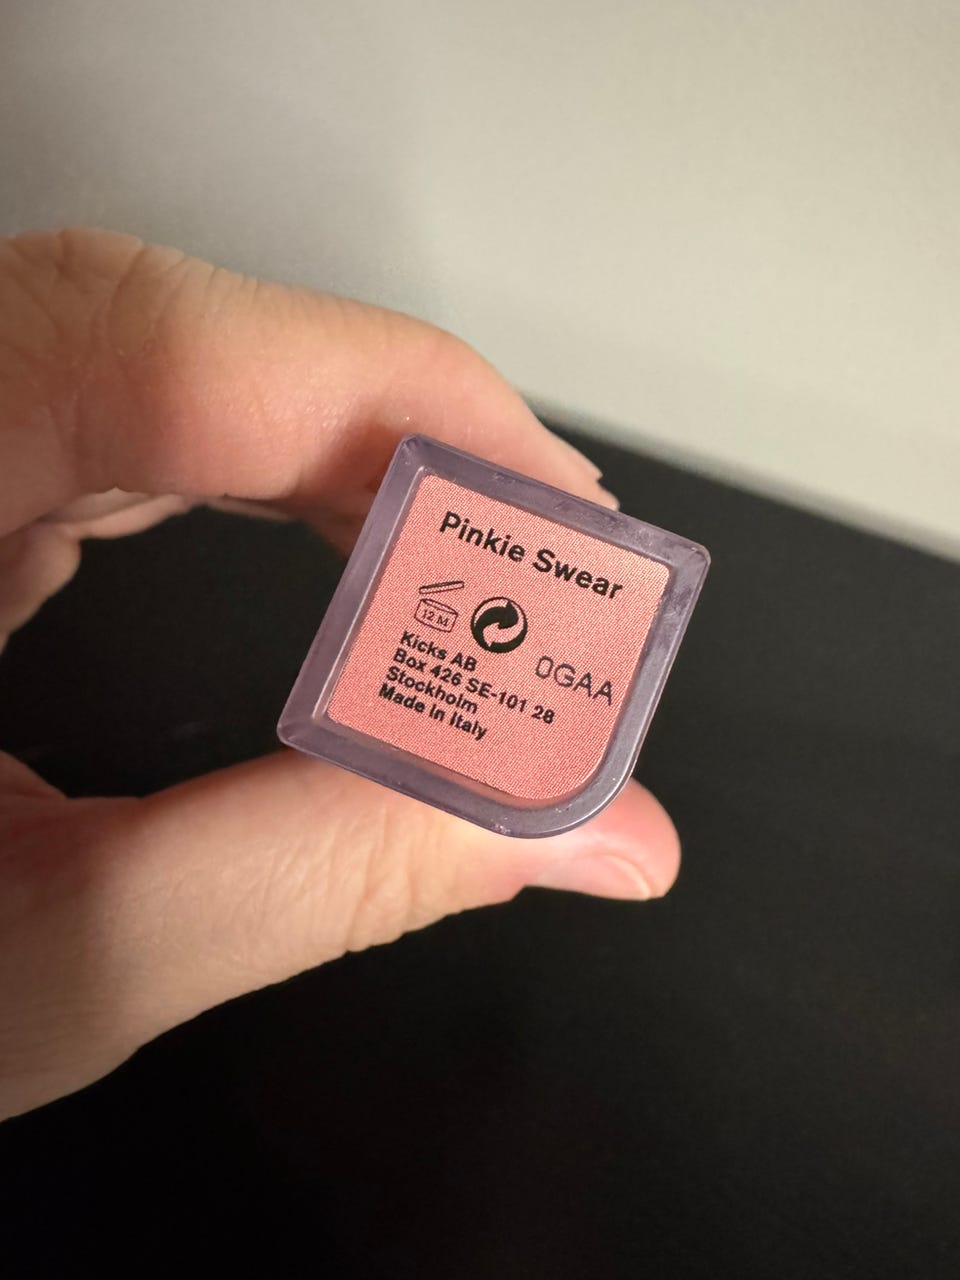 Pinkie Swear
12 M
Kicks AB
Box 426 SE-101 28
Stockholm
Made in Italy
0GAA